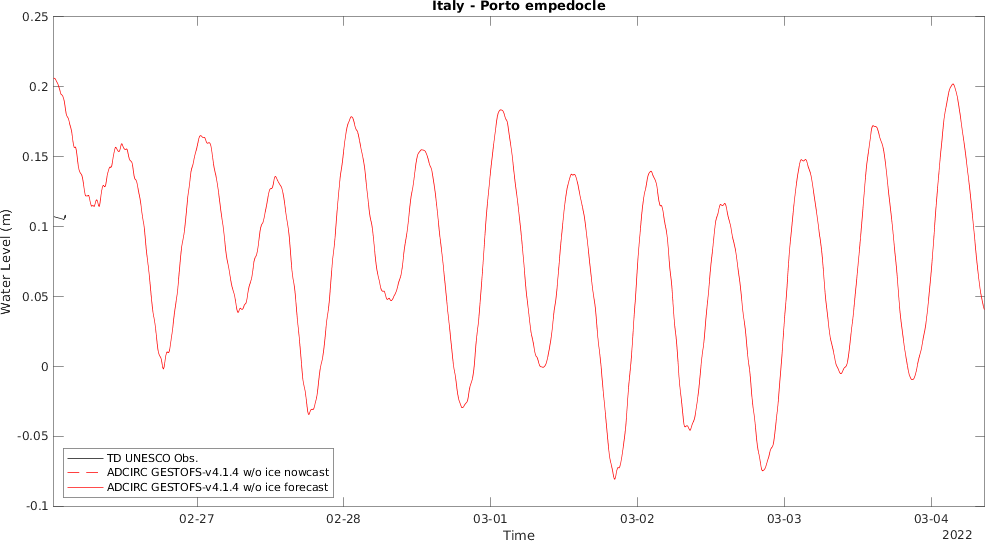 Italy - Porto empedocle
0.25
0.2
0.15
0.1
0.05
0
-0.05
-0.1
Water Level (m)
TD UNESCO Obs.
ADCIRC GESTOFS-v4.1.4 w/o ice nowcast
ADCIRC GESTOFS-v4.1.4 w/o ice forecast
02-27 02-28 03-01 03-02 03-03 03-04
Time
2022